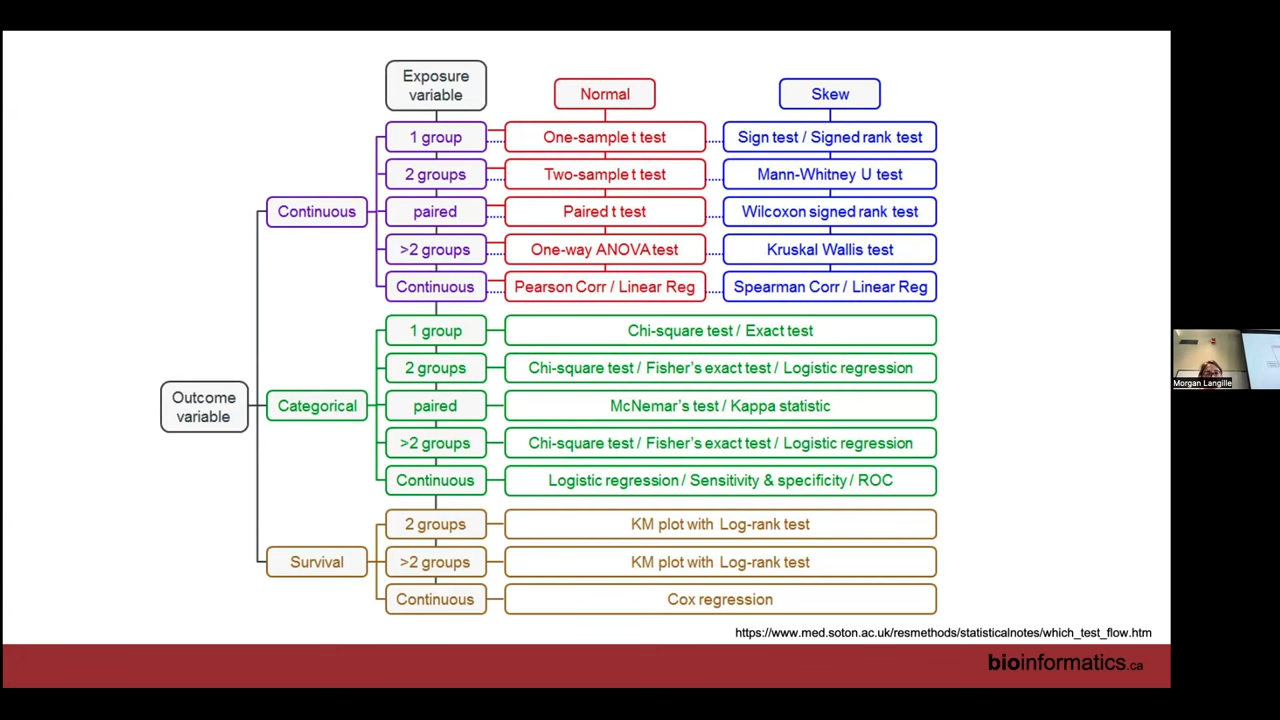 Exposure
variable
Normal
Skew
1 group
One-sample t test
Sign test / Signed rank test
2 groups
Two-sample t test
Mann-Whitney U test
Continuous
paired
Paired t test
Wilcoxon signed rank test
>2 groups
One-way ANOVA test
Kruskal Wallis test
Continuous
Pearson Corr / Linear Reg
Spearman Corr / Linear Reg
1 group
Chi-square test / Exact test
2 groups
Chi-square test / Fisher's exact test / Logistic regression
Outcome
variable
Categorical
paired
McNemar's test / Kappa statistic
>2 groups
Chi-square test / Fisher's exact test / Logistic regression
Continuous
Logistic regression / Sensitivity & specificity / ROC
2 groups
KM plot with Log-rank test
Survival
>2 groups
KM plot with Log-rank test
Continuous
Cox regression
https://www.med.soton.ac.uk/resmethods/statisticalnotes/which_test_flow.htm
bioinformatics.ca
Morgan Langille